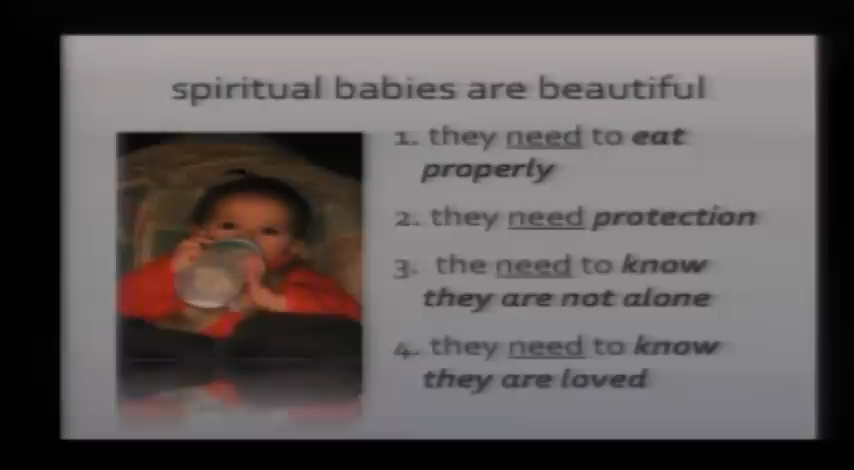 spiritual babies are beautiful
1. they need to eat
properly
2. they need protection
3. the need to know
they are not alone
4. they need to know
they are loved